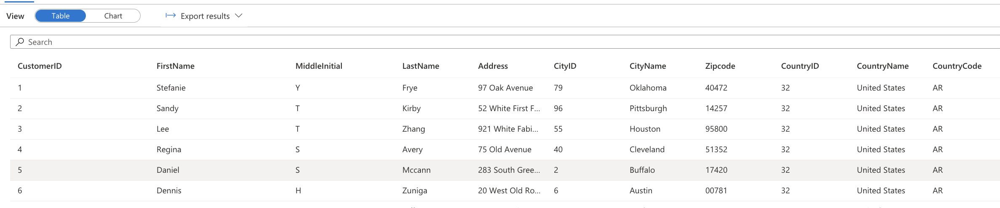 View Table Chart Export results
Search
CustomerID FirstName MiddleInitial LastName Address CityID CityName Zipcode CountryID CountryName CountryCode
1 Stefanie Y Frye 97 Oak Avenue 79 Oklahoma 40472 32 United States AR
2 Sandy T Kirby 52 White First F... 96 Pittsburgh 14257 32 United States AR
3 Lee T Zhang 921 White Fabi... 55 Houston 95800 32 United States AR
4 Regina S Avery 75 Old Avenue 40 Cleveland 51352 32 United States AR
5 Daniel S Mccann 283 South Gree... 2 Buffalo 17420 32 United States AR
6 Dennis H Zuniga 20 West Old Ro... 6 Austin 00781 32 United States AR